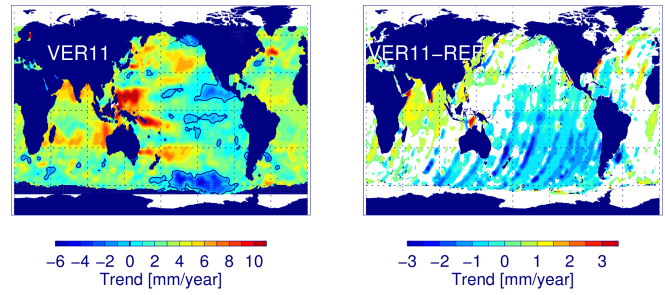 VER11
VER11−REF
−6 −4 −2 0 2 4 6 8 10
Trend [mm/year]
−3 −2 −1 0 1 2 3
Trend [mm/year]